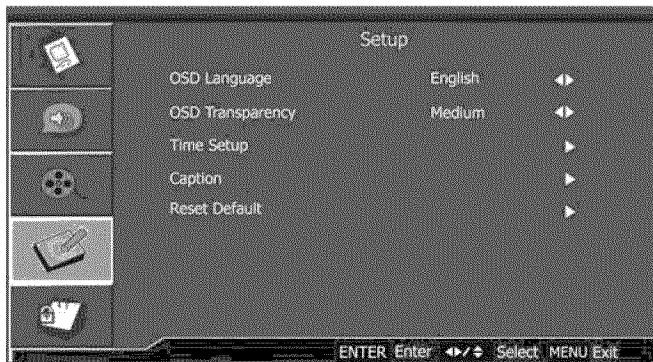 Setup
OSD Language English
OSD Transparency Medium
Time Setup
Caption
Reset Default
ENTER Enter ◂▸/♦ Select MENU Exit